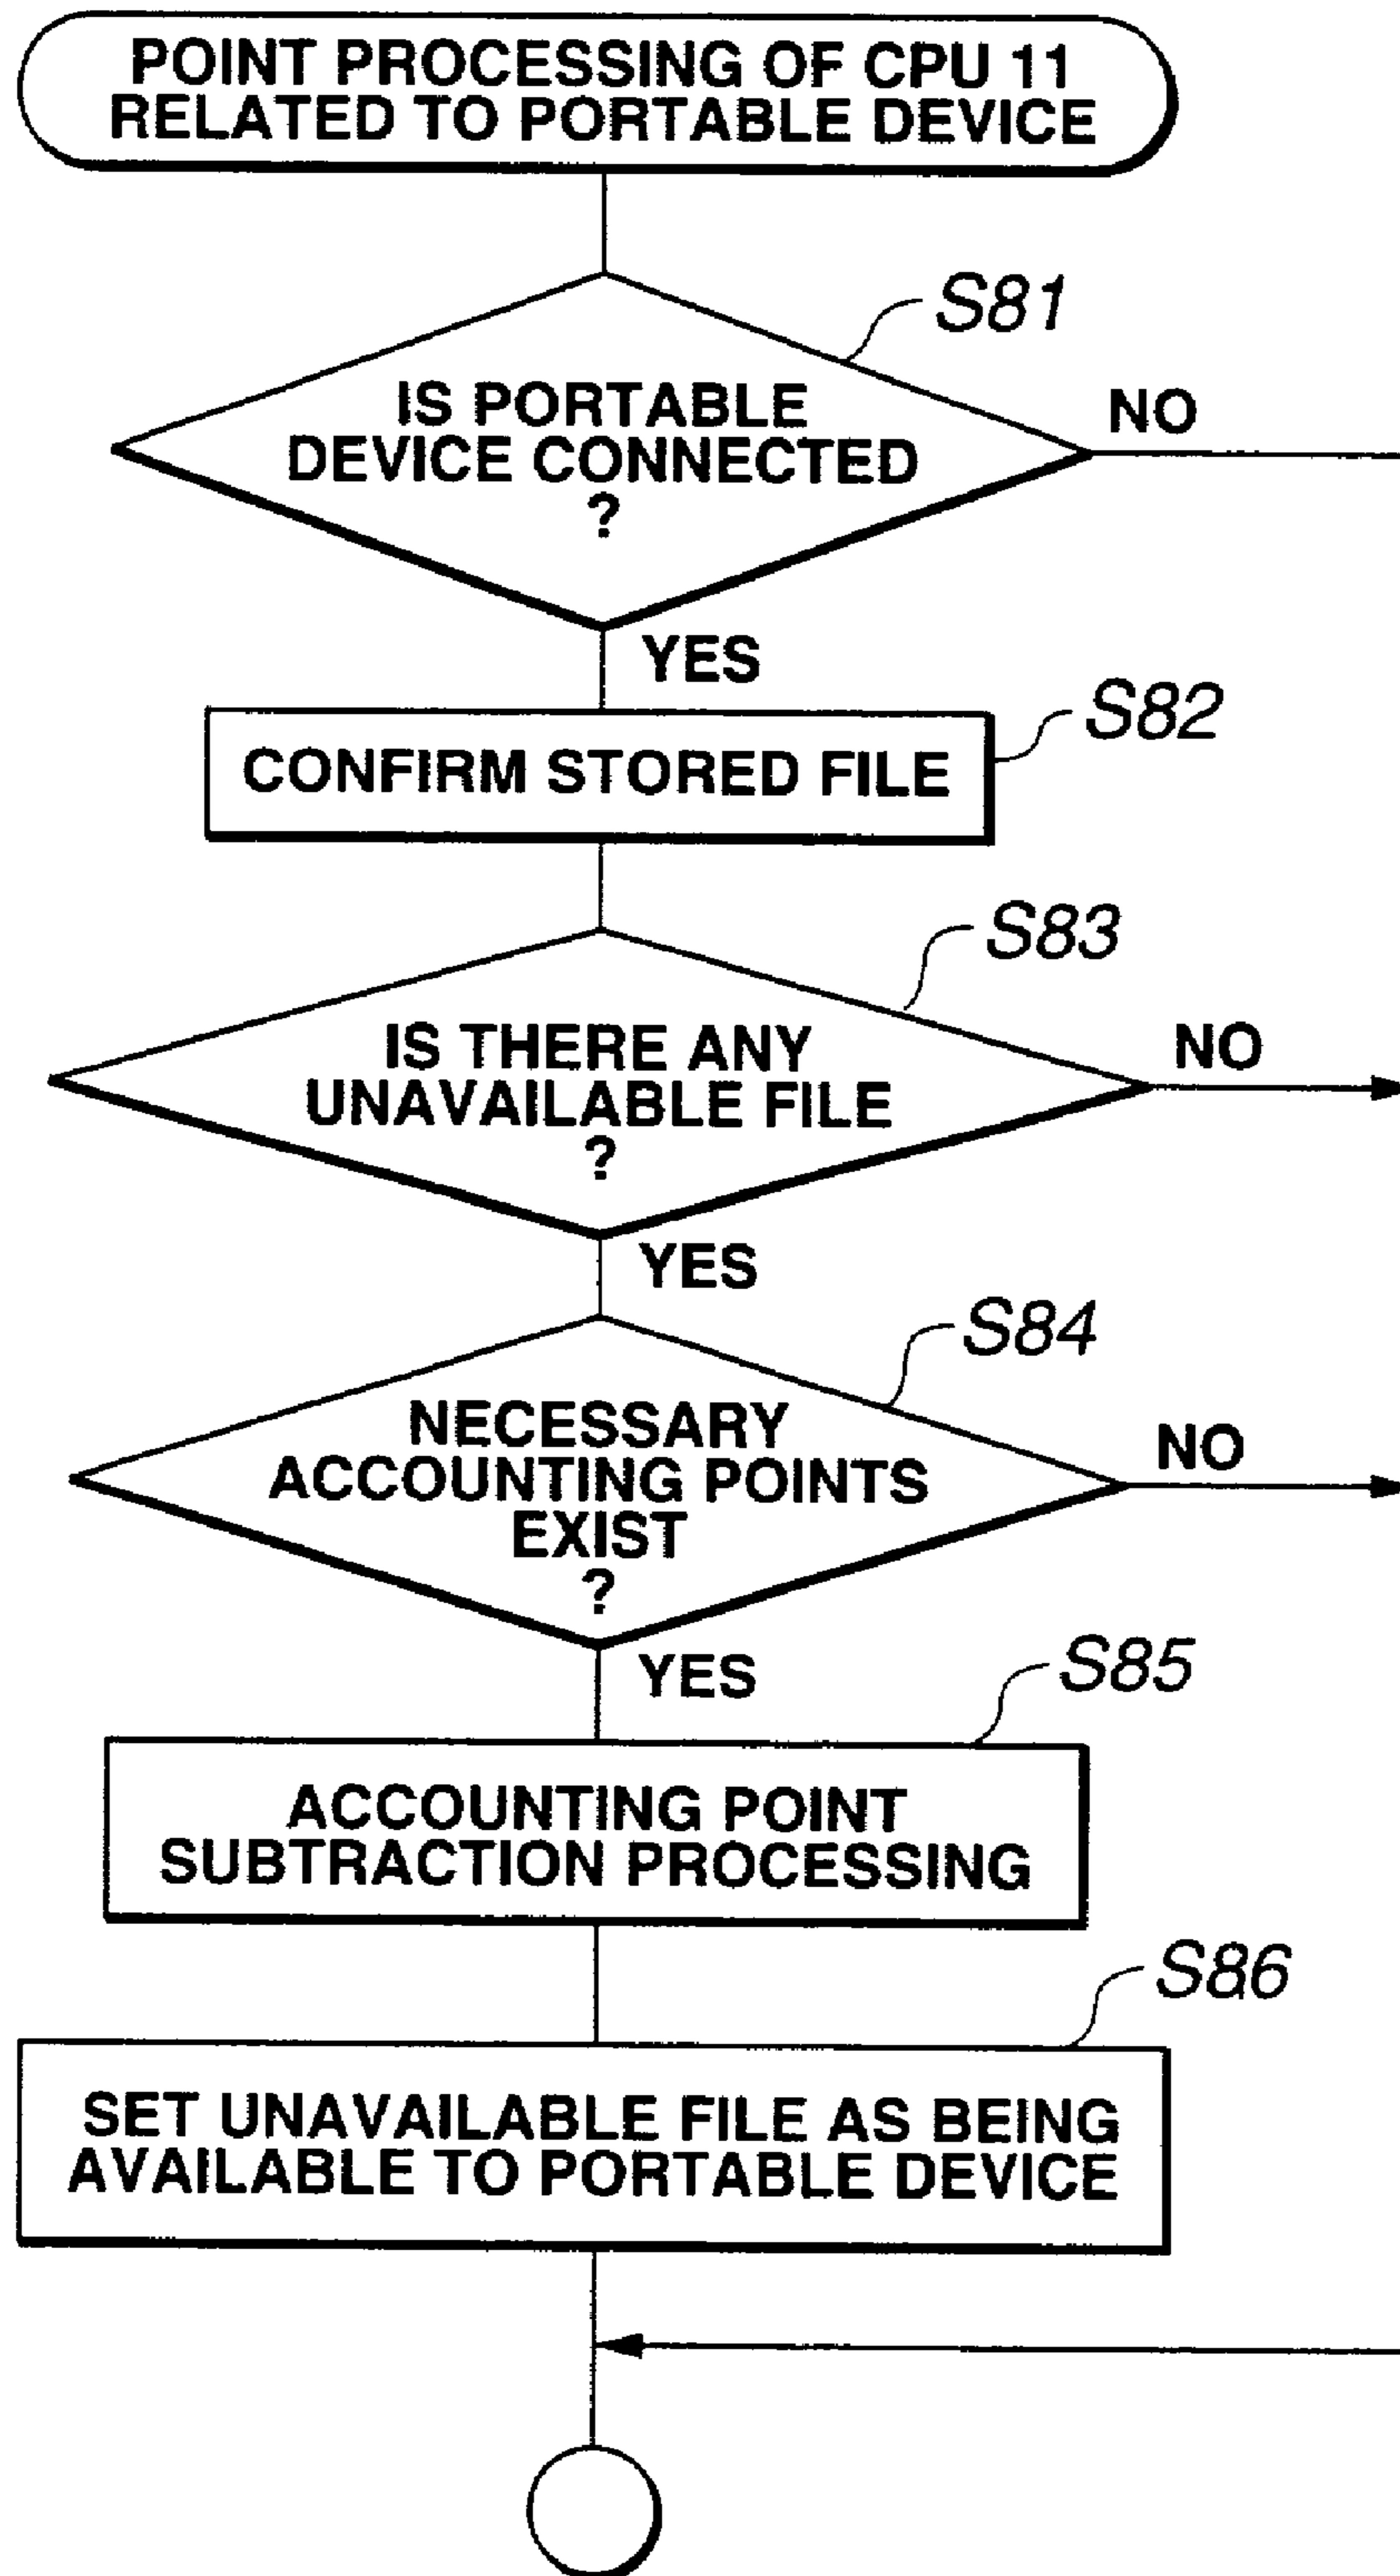 POINT PROCESSING OF CPU 11
RELATED TO PORTABLE DEVICE
S81
IS PORTABLE
DEVICE CONNECTED
?
NO
YES
S82
CONFIRM STORED FILE
S83
IS THERE ANY
UNAVAILABLE FILE
?
NO
YES
S84
NECESSARY
ACCOUNTING POINTS
EXIST
?
NO
YES
S85
ACCOUNTING POINT
SUBTRACTION PROCESSING
S86
SET UNAVAILABLE FILE AS BEING
AVAILABLE TO PORTABLE DEVICE